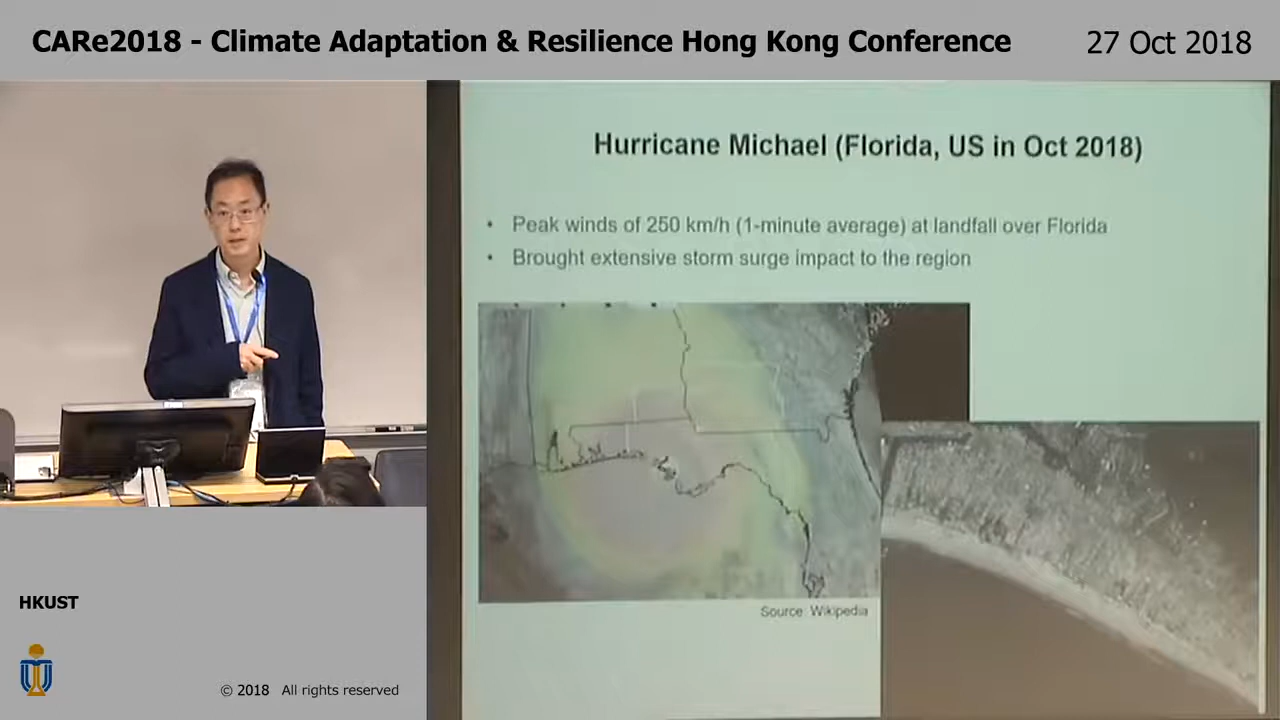 CARe2018 - Climate Adaptation & Resilience Hong Kong Conference
27 Oct 2018
Hurricane Michael (Florida, US in Oct 2018)
• Peak winds of 250 km/h (1-minute average) at landfall over Florida
• Brought extensive storm surge impact to the region
Source: Wikipedia
HKUST
© 2018 All rights reserved